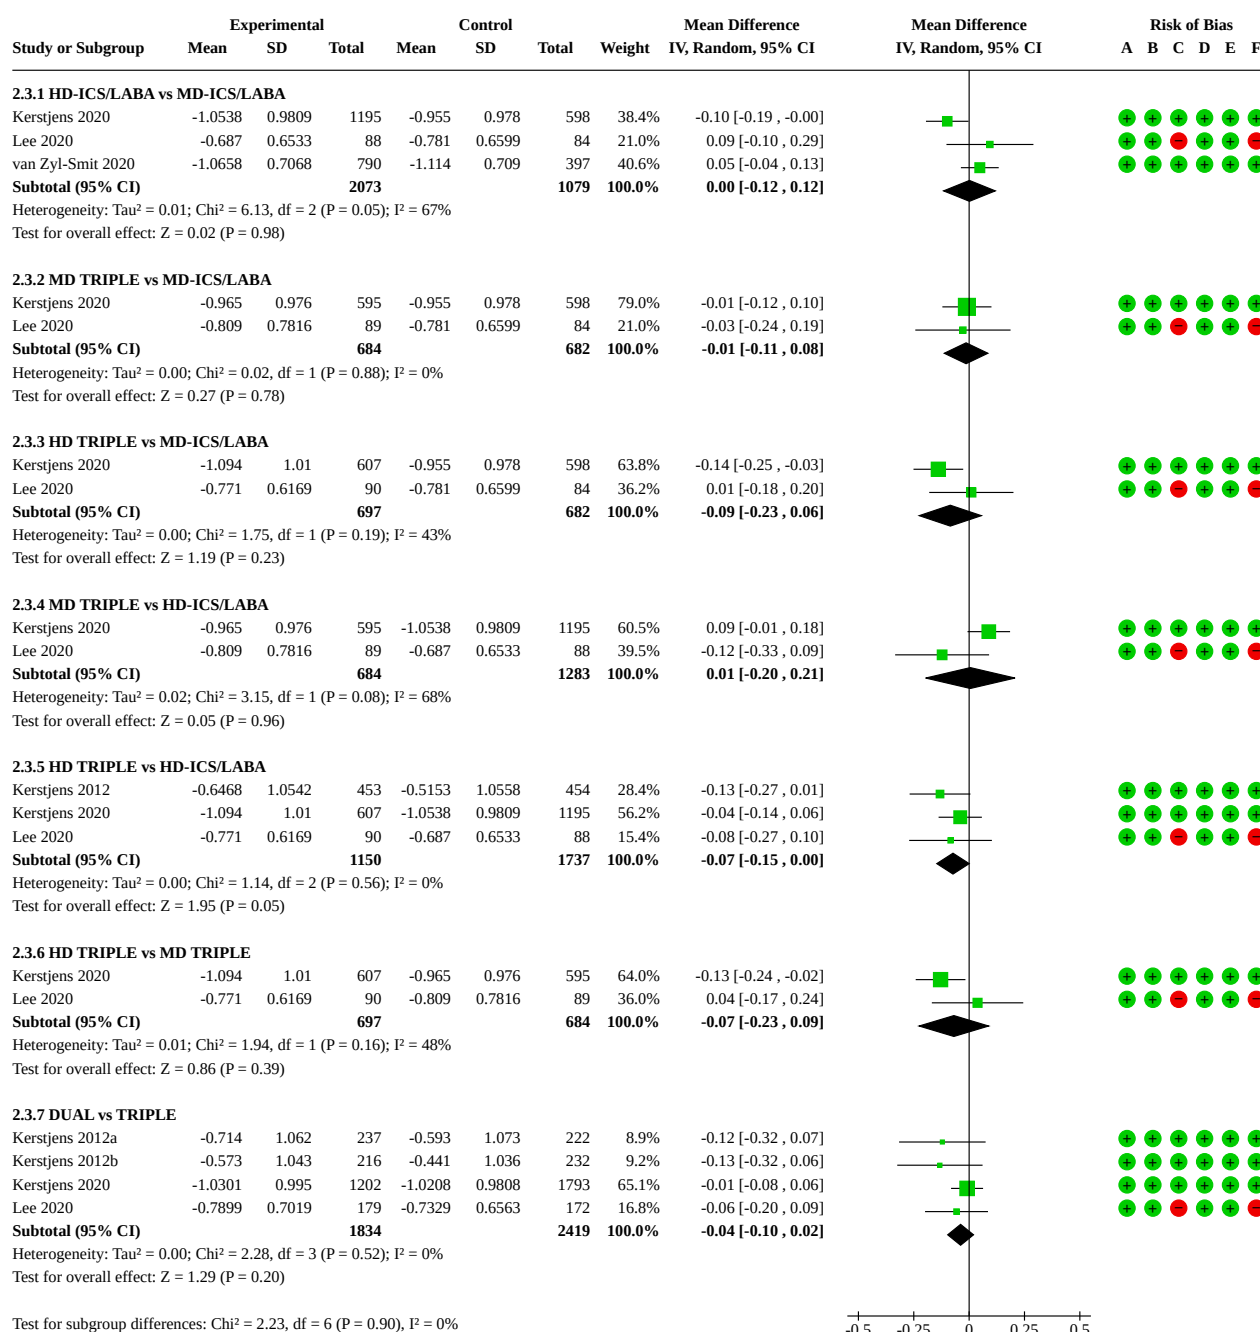 Experimental Control Mean Difference Mean Difference Risk of Bias
Study or Subgroup Mean SD Total Mean SD Total Weight IV, Random, 95% CI IV, Random, 95% CI A B C D E F
2.3.1 HD-ICS/LABA vs MD-ICS/LABA
Kerstjens 2020 -1.0538 0.9809 1195 -0.955 0.978 598 38.4% -0.10 [-0.19 , -0.00] + + + + + +
Lee 2020 -0.687 0.6533 88 -0.781 0.6599 84 21.0% 0.09 [-0.10 , 0.29] + + − + + −
van Zyl-Smit 2020 -1.0658 0.7068 790 -1.114 0.709 397 40.6% 0.05 [-0.04 , 0.13] + + + + + +
Subtotal (95% CI) 2073 1079 100.0% 0.00 [-0.12 , 0.12]
Heterogeneity: Tau² = 0.01; Chi² = 6.13, df = 2 (P = 0.05); I² = 67%
Test for overall effect: Z = 0.02 (P = 0.98)
2.3.2 MD TRIPLE vs MD-ICS/LABA
Kerstjens 2020 -0.965 0.976 595 -0.955 0.978 598 79.0% -0.01 [-0.12 , 0.10] + + + + + +
Lee 2020 -0.809 0.7816 89 -0.781 0.6599 84 21.0% -0.03 [-0.24 , 0.19] + + − + + −
Subtotal (95% CI) 684 682 100.0% -0.01 [-0.11 , 0.08]
Heterogeneity: Tau² = 0.00; Chi² = 0.02, df = 1 (P = 0.88); I² = 0%
Test for overall effect: Z = 0.27 (P = 0.78)
2.3.3 HD TRIPLE vs MD-ICS/LABA
Kerstjens 2020 -1.094 1.01 607 -0.955 0.978 598 63.8% -0.14 [-0.25 , -0.03] + + + + + +
Lee 2020 -0.771 0.6169 90 -0.781 0.6599 84 36.2% 0.01 [-0.18 , 0.20] + + − + + −
Subtotal (95% CI) 697 682 100.0% -0.09 [-0.23 , 0.06]
Heterogeneity: Tau² = 0.00; Chi² = 1.75, df = 1 (P = 0.19); I² = 43%
Test for overall effect: Z = 1.19 (P = 0.23)
2.3.4 MD TRIPLE vs HD-ICS/LABA
Kerstjens 2020 -0.965 0.976 595 -1.0538 0.9809 1195 60.5% 0.09 [-0.01 , 0.18] + + + + + +
Lee 2020 -0.809 0.7816 89 -0.687 0.6533 88 39.5% -0.12 [-0.33 , 0.09] + + − + + −
Subtotal (95% CI) 684 1283 100.0% 0.01 [-0.20 , 0.21]
Heterogeneity: Tau² = 0.02; Chi² = 3.15, df = 1 (P = 0.08); I² = 68%
Test for overall effect: Z = 0.05 (P = 0.96)
2.3.5 HD TRIPLE vs HD-ICS/LABA
Kerstjens 2012 -0.6468 1.0542 453 -0.5153 1.0558 454 28.4% -0.13 [-0.27 , 0.01] + + + + + +
Kerstjens 2020 -1.094 1.01 607 -1.0538 0.9809 1195 56.2% -0.04 [-0.14 , 0.06] + + + + + +
Lee 2020 -0.771 0.6169 90 -0.687 0.6533 88 15.4% -0.08 [-0.27 , 0.10] + + − + + −
Subtotal (95% CI) 1150 1737 100.0% -0.07 [-0.15 , 0.00]
Heterogeneity: Tau² = 0.00; Chi² = 1.14, df = 2 (P = 0.56); I² = 0%
Test for overall effect: Z = 1.95 (P = 0.05)
2.3.6 HD TRIPLE vs MD TRIPLE
Kerstjens 2020 -1.094 1.01 607 -0.965 0.976 595 64.0% -0.13 [-0.24 , -0.02] + + + + + +
Lee 2020 -0.771 0.6169 90 -0.809 0.7816 89 36.0% 0.04 [-0.17 , 0.24] + + − + + −
Subtotal (95% CI) 697 684 100.0% -0.07 [-0.23 , 0.09]
Heterogeneity: Tau² = 0.01; Chi² = 1.94, df = 1 (P = 0.16); I² = 48%
Test for overall effect: Z = 0.86 (P = 0.39)
2.3.7 DUAL vs TRIPLE
Kerstjens 2012a -0.714 1.062 237 -0.593 1.073 222 8.9% -0.12 [-0.32 , 0.07] + + + + + +
Kerstjens 2012b -0.573 1.043 216 -0.441 1.036 232 9.2% -0.13 [-0.32 , 0.06] + + + + + +
Kerstjens 2020 -1.0301 0.995 1202 -1.0208 0.9808 1793 65.1% -0.01 [-0.08 , 0.06] + + + + + +
Lee 2020 -0.7899 0.7019 179 -0.7329 0.6563 172 16.8% -0.06 [-0.20 , 0.09] + + − + + −
Subtotal (95% CI) 1834 2419 100.0% -0.04 [-0.10 , 0.02]
Heterogeneity: Tau² = 0.00; Chi² = 2.28, df = 3 (P = 0.52); I² = 0%
Test for overall effect: Z = 1.29 (P = 0.20)
Test for subgroup differences: Chi² = 2.23, df = 6 (P = 0.90), I² = 0%
-0.5 -0.25 0 0.25 0.5